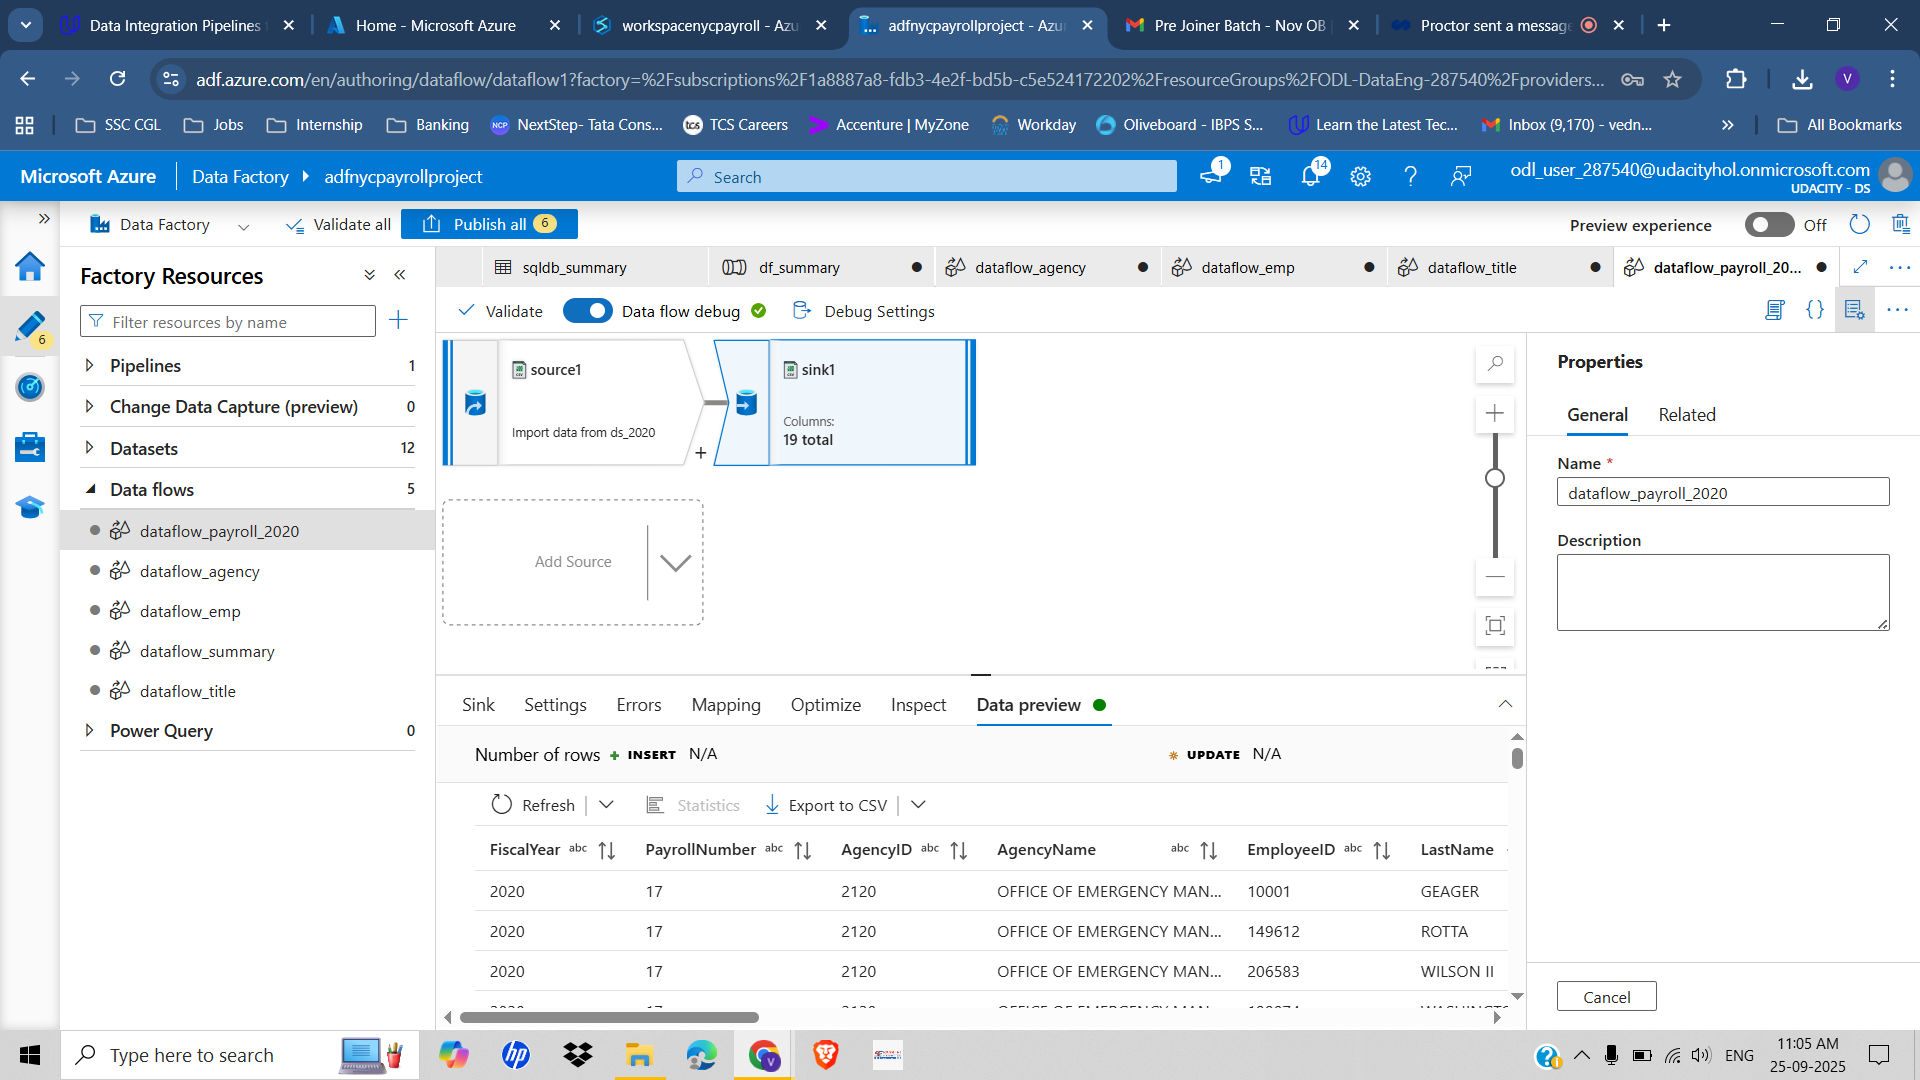 Data Integration Pipelines f
Home - Microsoft Azure
workspacenycpayroll - Azu
adfnycpayrollproject - Azu
Pre Joiner Batch - Nov OB
Proctor sent a message
adf.azure.com/en/authoring/dataflow/dataflow1?factory=%2Fsubscriptions%2F1a8887a8-fdb3-4e2f-bd5b-c5e524172202%2FresourceGroups%2FODL-DataEng-287540%2Fproviders...
V
SSC CGL
Jobs
Internship
Banking
NCP
NextStep- Tata Cons...
tcs
TCS Careers
Accenture | MyZone
Workday
Oliveboard - IBPS S...
Learn the Latest Tec...
Inbox (9,170) - vedn...
All Bookmarks
Microsoft Azure
Data Factory
adfnycpayrollproject
Search
1
14
odl_user_287540@udacityhol.onmicrosoft.com
UDACITY - DS
Data Factory
Validate all
Publish all 6
Preview experience
Off
6
Factory Resources
Filter resources by name
Pipelines 1
Change Data Capture (preview) 0
Datasets 12
Data flows 5
dataflow_payroll_2020
dataflow_agency
dataflow_emp
dataflow_summary
dataflow_title
Power Query 0
sqldb_summary
df_summary
dataflow_agency
dataflow_emp
dataflow_title
dataflow_payroll_20...
Validate
Data flow debug
Debug Settings
source1
Import data from ds_2020
sink1
Columns:
19 total
Add Source
Sink
Settings
Errors
Mapping
Optimize
Inspect
Data preview
Number of rows INSERT N/A UPDATE N/A
Refresh
Statistics
Export to CSV
FiscalYear abc PayrollNumber abc AgencyID abc AgencyName abc EmployeeID abc LastName
2020 17 2120 OFFICE OF EMERGENCY MAN... 10001 GEAGER
2020 17 2120 OFFICE OF EMERGENCY MAN... 149612 ROTTA
2020 17 2120 OFFICE OF EMERGENCY MAN... 206583 WILSON II
Properties
General
Related
Name *
dataflow_payroll_2020
Description
Cancel
Type here to search
ENG
11:05 AM
25-09-2025